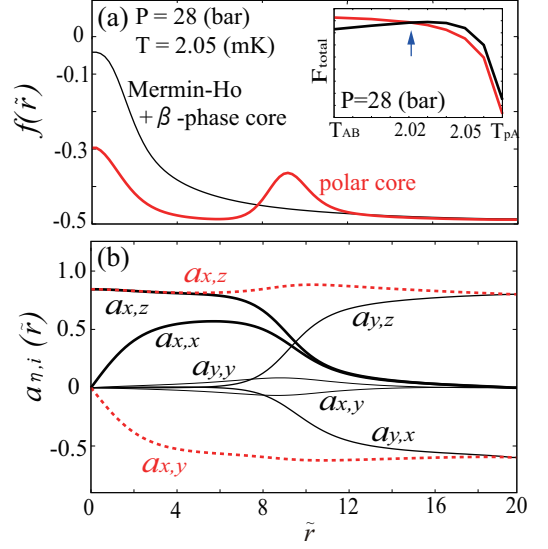 (a)
P = 28 (bar)
T = 2.05 (mK)
Mermin-Ho
+ β -phase core
polar core
f(r̃)
0
-0.1
-0.3
-0.5
F_total
P=28 (bar)
T_AB 2.02 2.05 T_pA
(b)
a_x,z
a_x,z
a_x,x
a_y,y
a_y,z
a_x,y
a_y,x
a_x,y
a_η,i (r̃)
1.0
0.5
0
-0.5
0 4 8 12 16 20
r̃